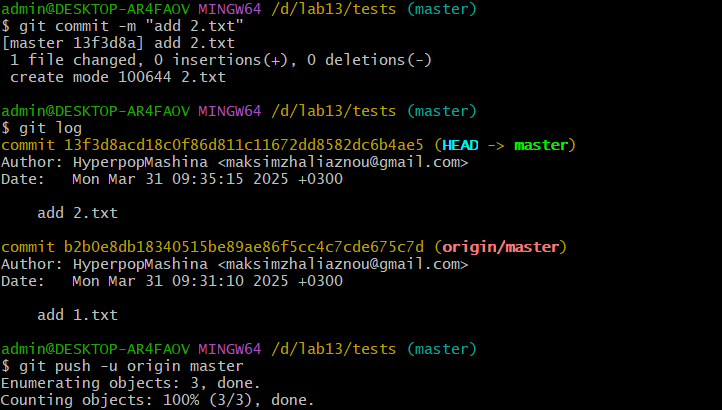 admin@DESKTOP-AR4FAOV MINGW64 /d/lab13/tests (master)
$ git commit -m "add 2.txt"
[master 13f3d8a] add 2.txt
 1 file changed, 0 insertions(+), 0 deletions(-)
 create mode 100644 2.txt

admin@DESKTOP-AR4FAOV MINGW64 /d/lab13/tests (master)
$ git log
commit 13f3d8acd18c0f86d811c11672dd8582dc6b4ae5 (HEAD -> master)
Author: HyperpopMashina <maksimzhaliaznou@gmail.com>
Date:   Mon Mar 31 09:35:15 2025 +0300

    add 2.txt

commit b2b0e8db18340515be89ae86f5cc4c7cde675c7d (origin/master)
Author: HyperpopMashina <maksimzhaliaznou@gmail.com>
Date:   Mon Mar 31 09:31:10 2025 +0300

    add 1.txt

admin@DESKTOP-AR4FAOV MINGW64 /d/lab13/tests (master)
$ git push -u origin master
Enumerating objects: 3, done.
Counting objects: 100% (3/3), done.